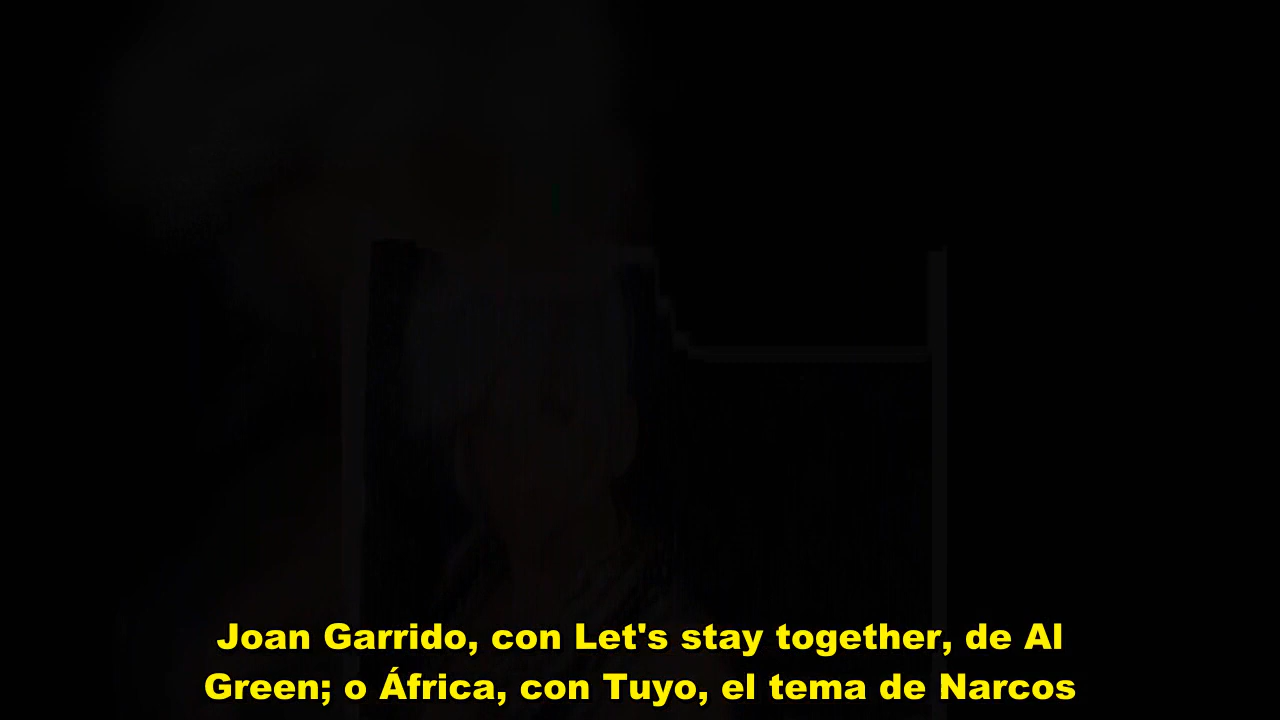 Joan Garrido, con Let's stay together, de Al
Green; o África, con Tuyo, el tema de Narcos